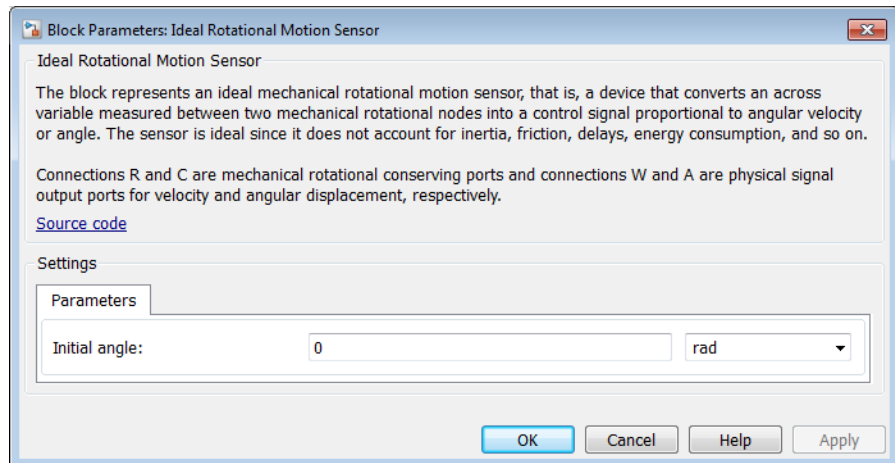 Block Parameters: Ideal Rotational Motion Sensor
Ideal Rotational Motion Sensor
The block represents an ideal mechanical rotational motion sensor, that is, a device that converts an across
variable measured between two mechanical rotational nodes into a control signal proportional to angular velocity
or angle. The sensor is ideal since it does not account for inertia, friction, delays, energy consumption, and so on.
Connections R and C are mechanical rotational conserving ports and connections W and A are physical signal
output ports for velocity and angular displacement, respectively.
Source code
Settings
Parameters
Initial angle: 0 rad
OK Cancel Help Apply